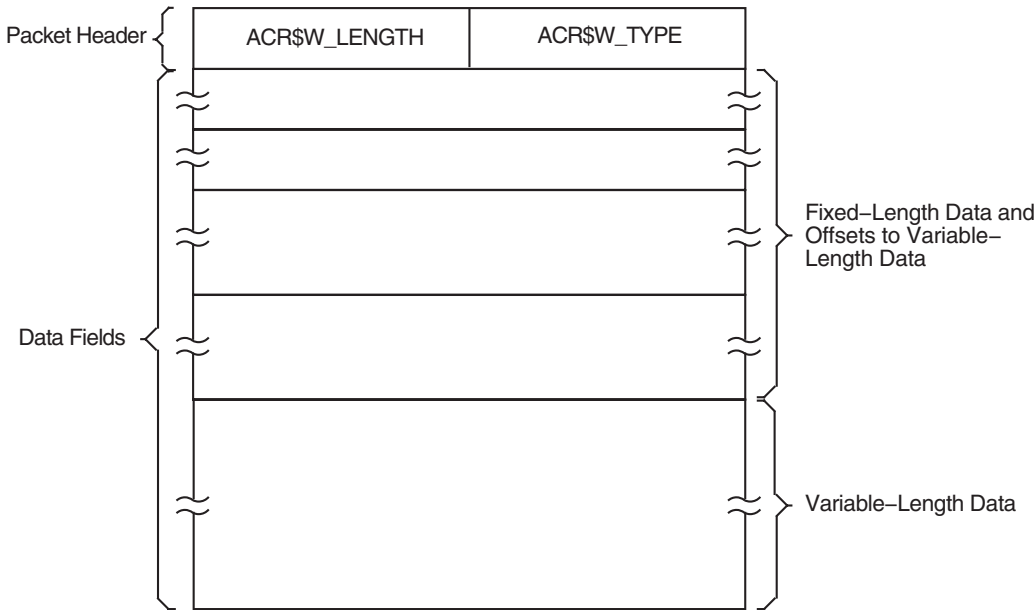 Packet Header
ACR$W_LENGTH
ACR$W_TYPE
Fixed–Length Data and
Offsets to Variable–
Length Data
Data Fields
Variable–Length Data